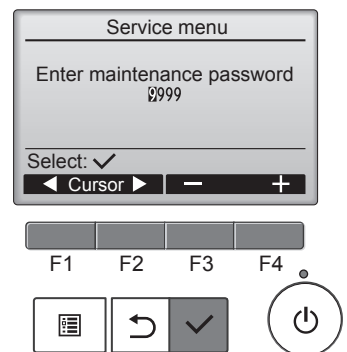 Service menu
Enter maintenance password
9999
Select: ✓
◀ Cursor ▶ − +
F1 F2 F3 F4